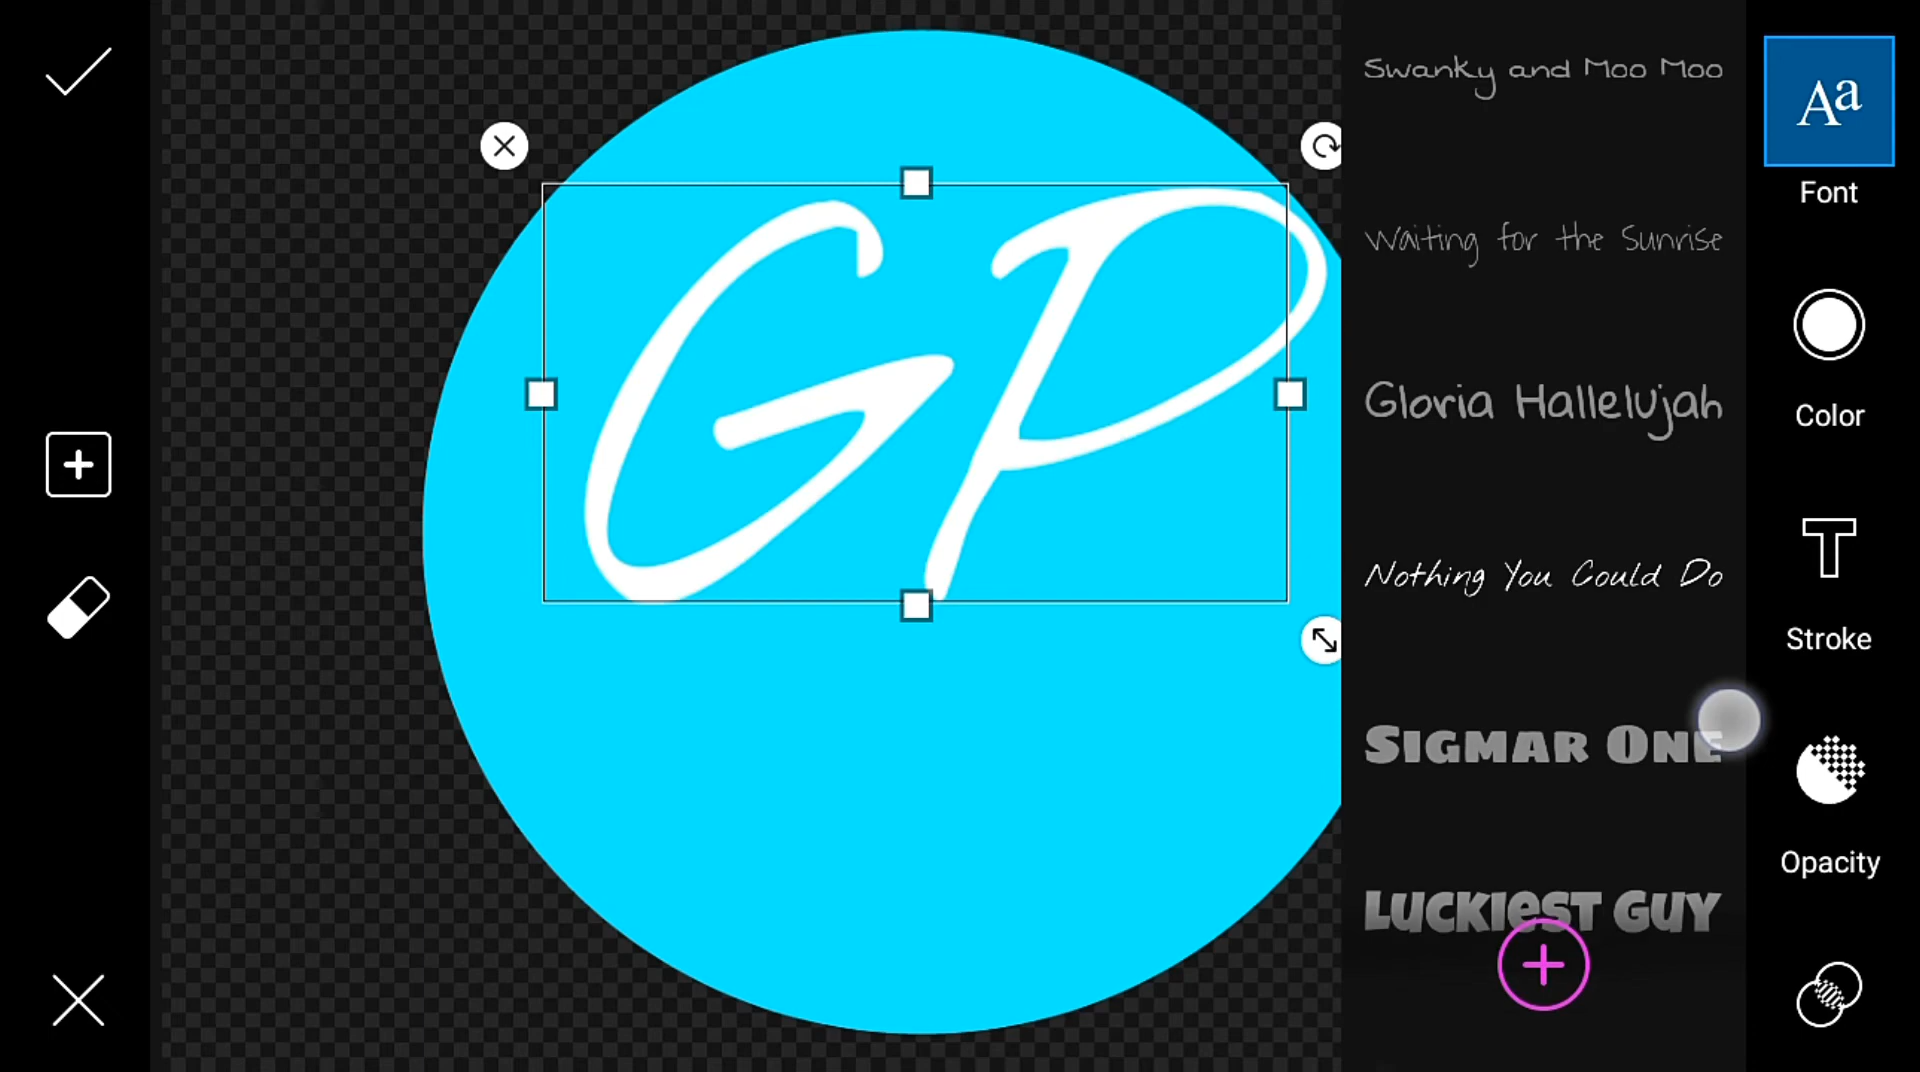 GP
Swanky and Moo Moo
Waiting for the Sunrise
Gloria Hallelujah
Nothing You Could Do
Sigmar One
Luckiest Guy
Aa
Font
Color
T
Stroke
Opacity